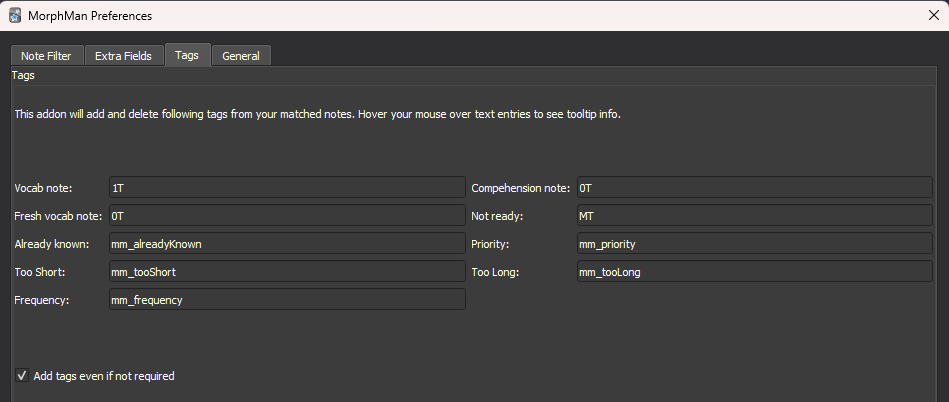 MorphMan Preferences
Note Filter Extra Fields Tags General
Tags
This addon will add and delete following tags from your matched notes. Hover your mouse over text entries to see tooltip info.
Vocab note: 1T Compehension note: 0T
Fresh vocab note: 0T Not ready: MT
Already known: mm_alreadyKnown Priority: mm_priority
Too Short: mm_tooShort Too Long: mm_tooLong
Frequency: mm_frequency
Add tags even if not required